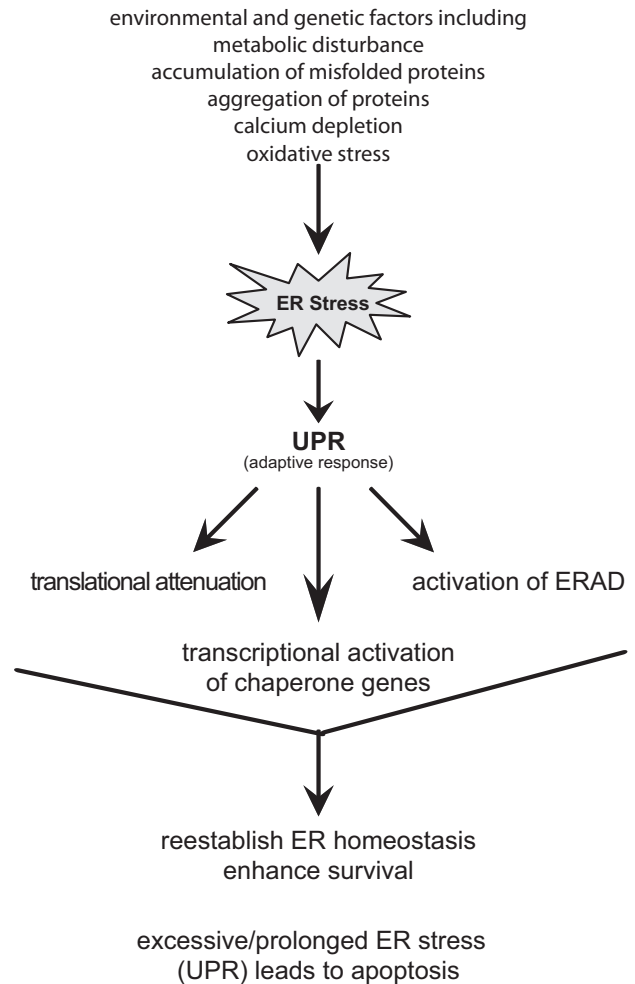 environmental and genetic factors including
metabolic disturbance
accumulation of misfolded proteins
aggregation of proteins
calcium depletion
oxidative stress
ER Stress
UPR
(adaptive response)
translational attenuation
activation of ERAD
transcriptional activation
of chaperone genes
reestablish ER homeostasis
enhance survival
excessive/prolonged ER stress
(UPR) leads to apoptosis